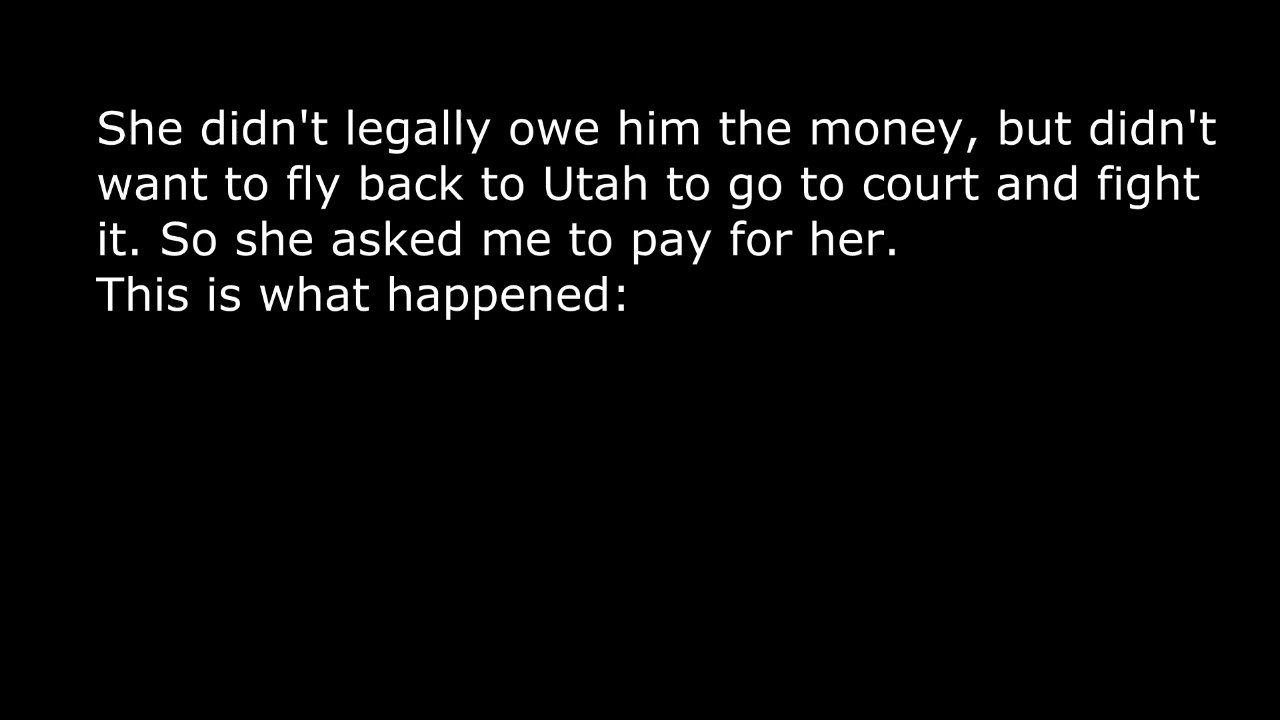 She didn't legally owe him the money, but didn't
want to fly back to Utah to go to court and fight
it. So she asked me to pay for her.
This is what happened: